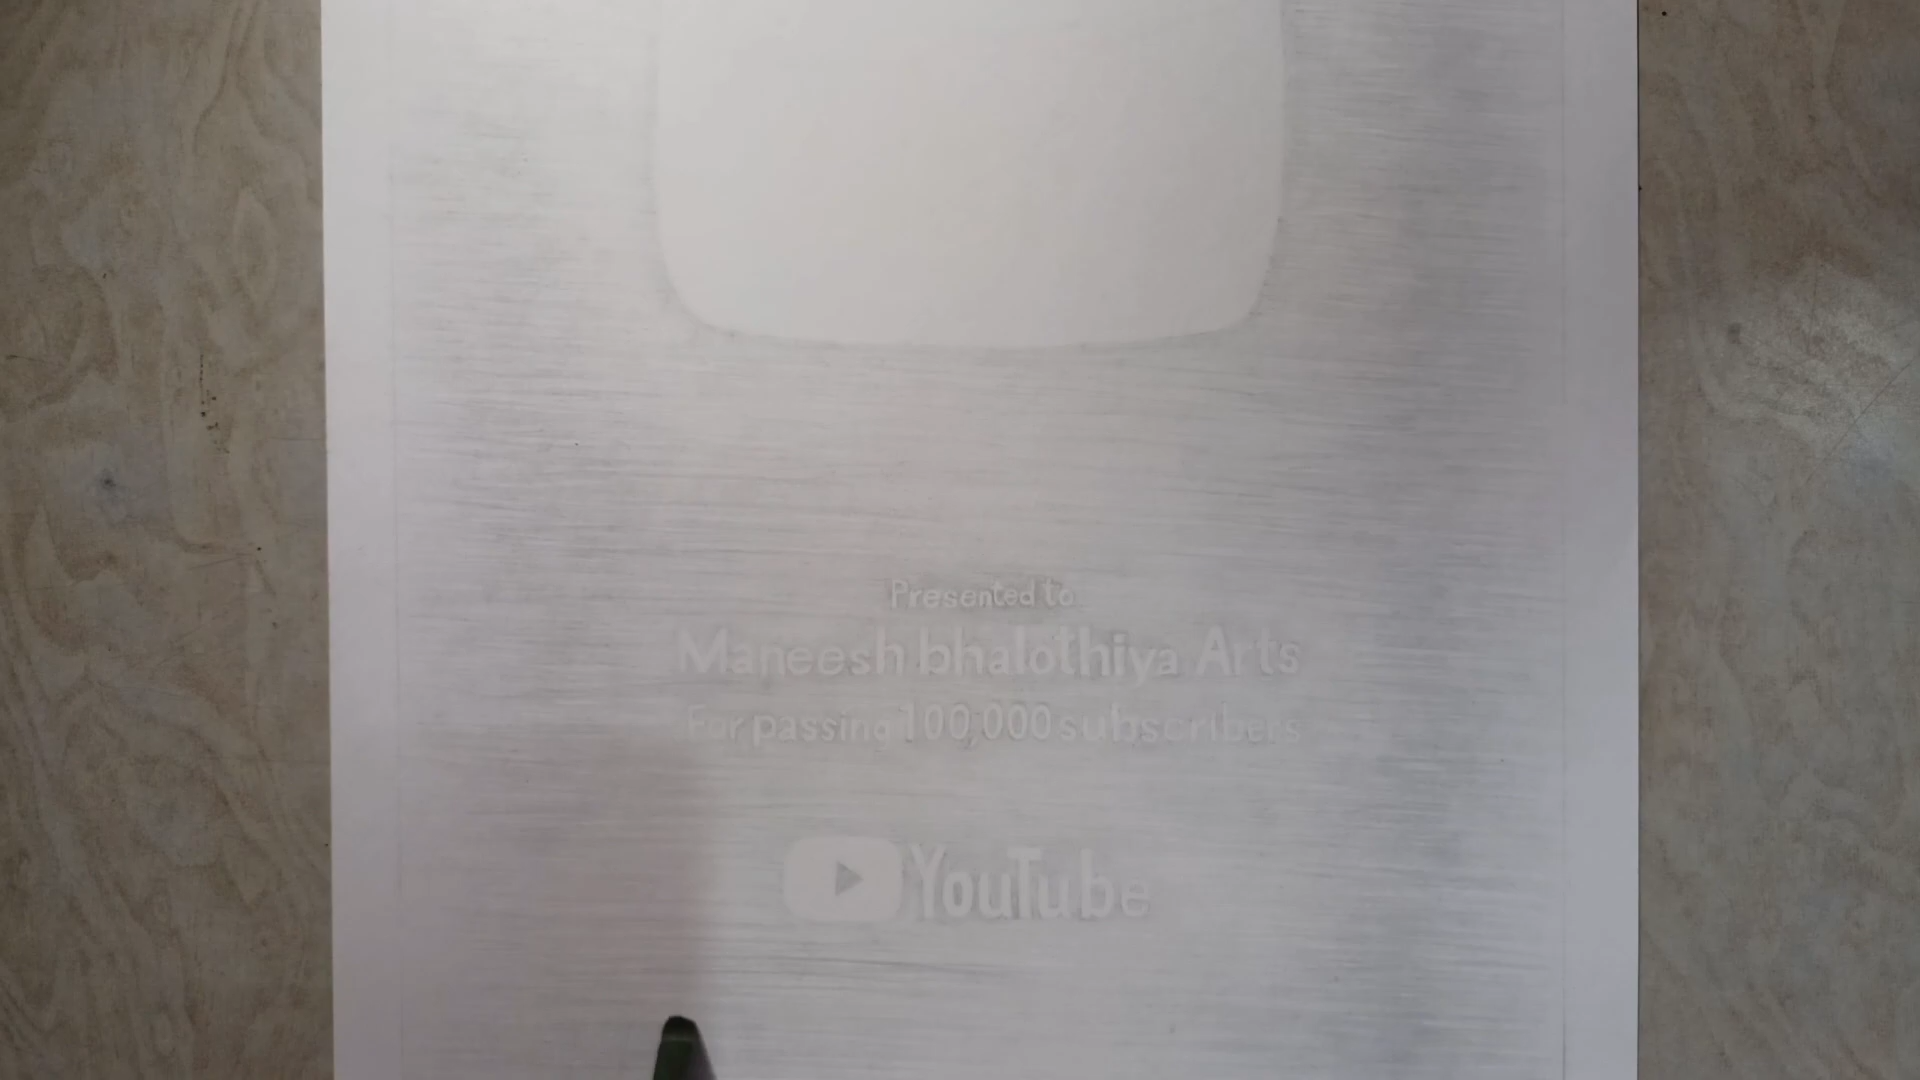 Presented to
Maneesh bhalothiya Arts
For passing 100,000 subscribers
YouTube